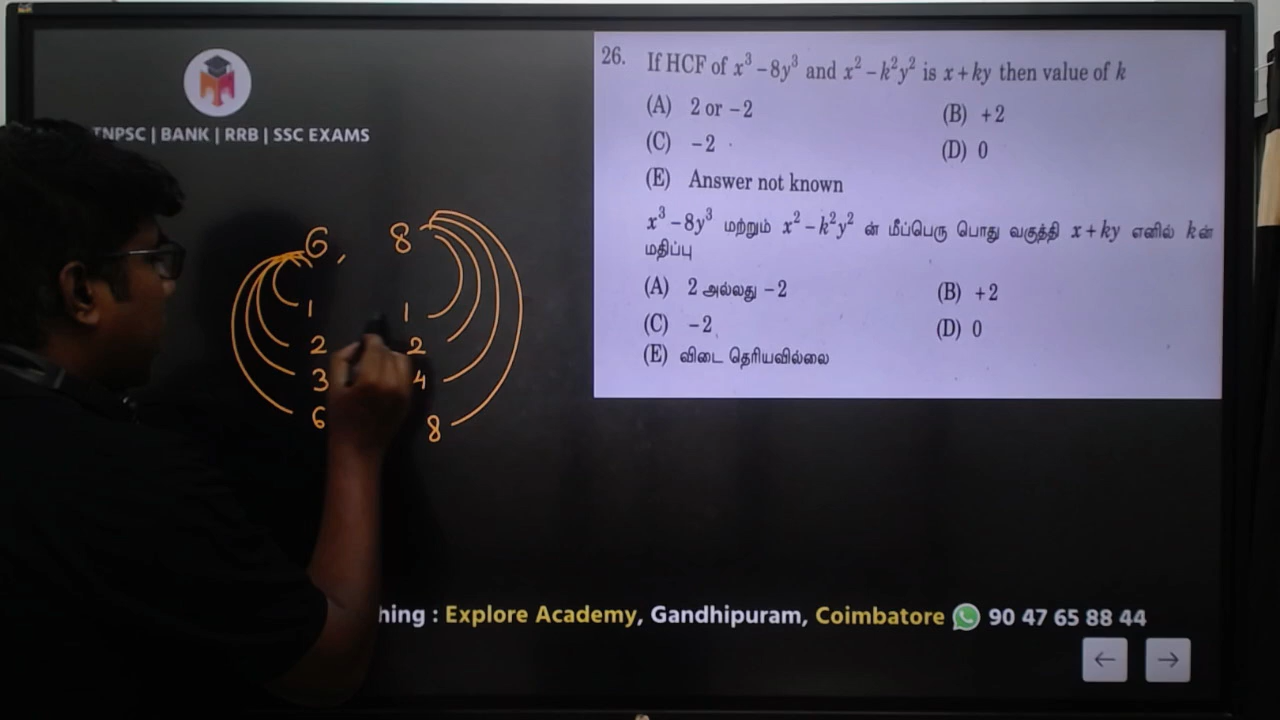 TNPSC | BANK | RRB | SSC EXAMS
26. If HCF of x³ – 8y³ and x² – k²y² is x + ky then value of k
(A) 2 or –2 (B) +2
(C) –2 (D) 0
(E) Answer not known
x³ – 8y³ மற்றும் x² – k²y² ன் மீப்பெரு பொது வகுத்தி x + ky எனில் kன்
மதிப்பு
(A) 2 அல்லது –2 (B) +2
(C) –2 (D) 0
(E) விடை தெரியவில்லை
6, 8
1 1
2 2
3 4
6 8
: Explore Academy, Gandhipuram, Coimbatore 90 47 65 88 44